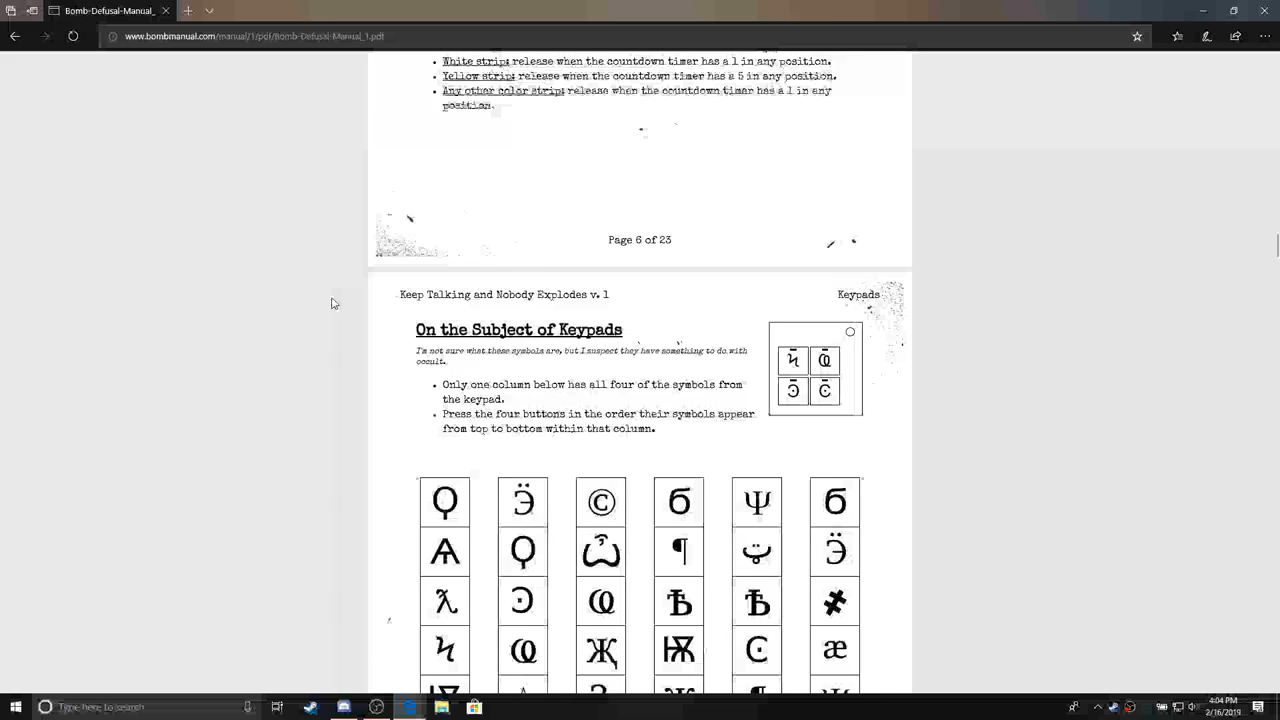 Bomb-Defusal-Manual
Bomb-Defusal-Manual_
www.bombmanual.com/manual/1/pdf/Bomb-Defusal-Manual_1.pdf
White strip: release when the countdown timer has a 1 in any position.
Yellow strip: release when the countdown timer has a 5 in any position.
Any other color strip: release when the countdown timer has a 1 in any
position.
Page 6 of 23
Keep Talking and Nobody Explodes v. 1
Keypads
On the Subject of Keypads
I'm not sure what these symbols are, but I suspect they have something to do with
occult.
Only one column below has all four of the symbols from
the keypad.
Press the four buttons in the order their symbols appear
from top to bottom within that column.
Ϟ Ҩ
Ͽ Ͼ
Ϙ Ӭ © б Ψ б
Ѧ Ϙ Ѽ ¶ ټ Ӭ
ƛ Ͽ Ҩ Ѣ Ѣ ҂
Ϟ Ҩ Җ Ѭ Ͼ æ
Type here to search
4:04 PM
2/16/2019